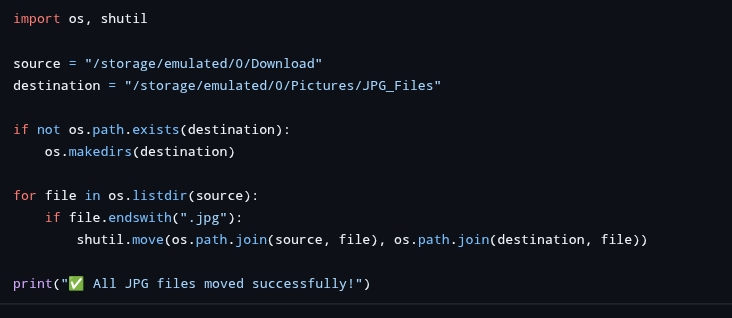 import os, shutil

source = "/storage/emulated/0/Download"
destination = "/storage/emulated/0/Pictures/JPG_Files"

if not os.path.exists(destination):
    os.makedirs(destination)

for file in os.listdir(source):
    if file.endswith(".jpg"):
        shutil.move(os.path.join(source, file), os.path.join(destination, file))

print("✅ All JPG files moved successfully!")